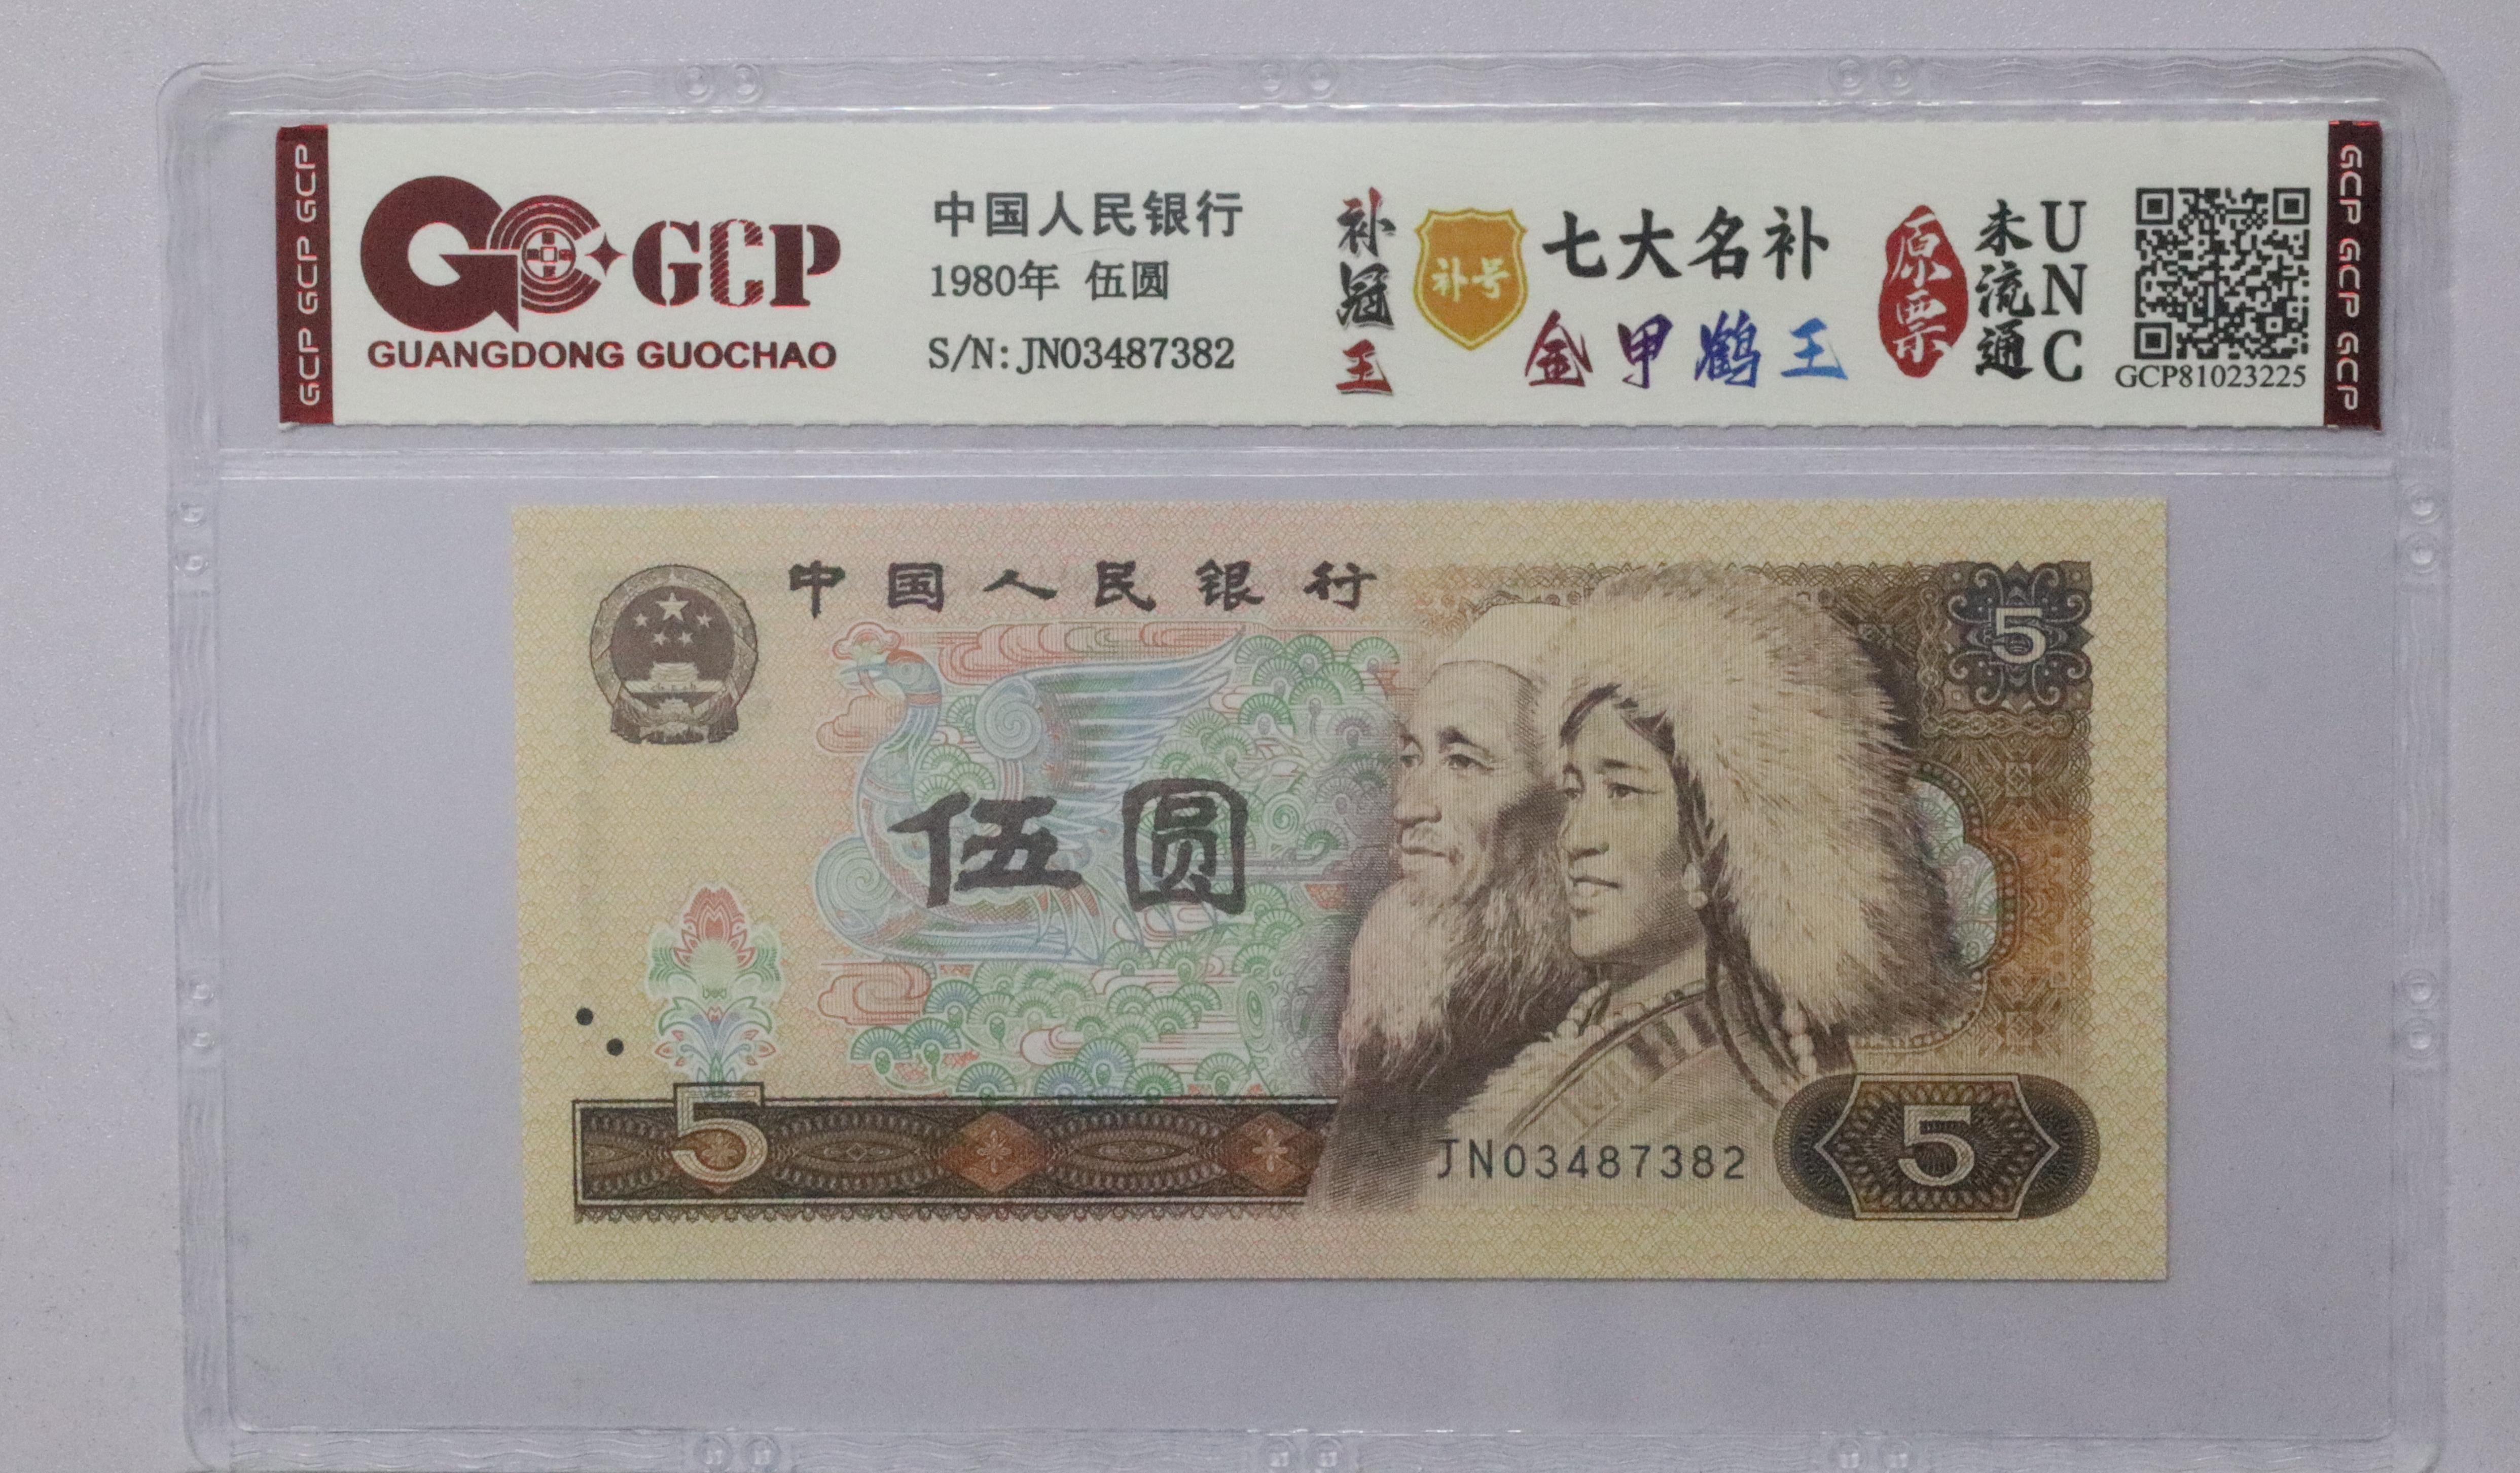 GCP GCP GCP
GCP
GUANGDONG GUOCHAO
中国人民银行
1980年 伍圆
S/N: JN03487382
补冠王
补号
七大名补
金甲鹤王
原票
未流通
UNC
GCP81023225
GCP GCP GCP
中国人民银行
5
伍圆
5
JN03487382
5